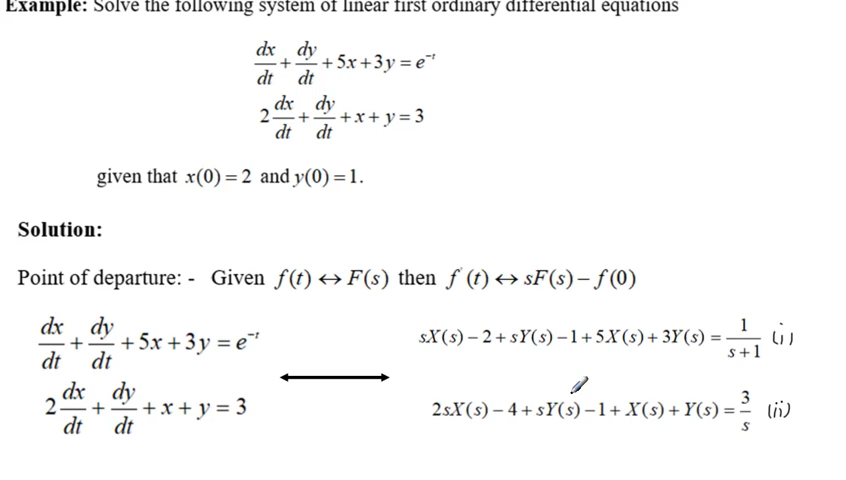 Example: Solve the following system of linear first ordinary differential equations
dx/dt + dy/dt + 5x + 3y = e^{-t}
2 dx/dt + dy/dt + x + y = 3
given that x(0) = 2 and y(0) = 1.
Solution:
Point of departure: - Given f(t) ↔ F(s) then f'(t) ↔ sF(s) − f(0)
dx/dt + dy/dt + 5x + 3y = e^{-t}
sX(s) − 2 + sY(s) − 1 + 5X(s) + 3Y(s) = 1/(s+1) (i)
2 dx/dt + dy/dt + x + y = 3
2sX(s) − 4 + sY(s) − 1 + X(s) + Y(s) = 3/s (ii)